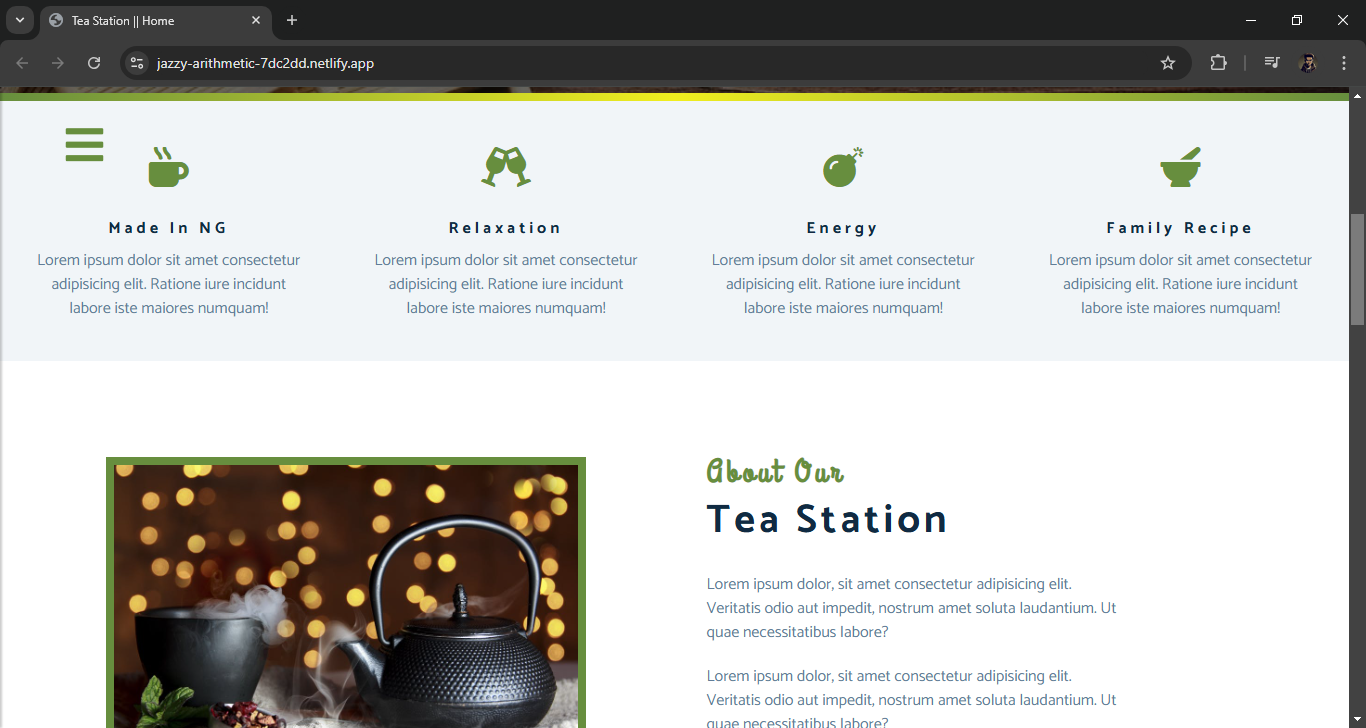 Tea Station || Home
jazzy-arithmetic-7dc2dd.netlify.app
Made In NG
Lorem ipsum dolor sit amet consectetur
adipisicing elit. Ratione iure incidunt
labore iste maiores numquam!
Relaxation
Lorem ipsum dolor sit amet consectetur
adipisicing elit. Ratione iure incidunt
labore iste maiores numquam!
Energy
Lorem ipsum dolor sit amet consectetur
adipisicing elit. Ratione iure incidunt
labore iste maiores numquam!
Family Recipe
Lorem ipsum dolor sit amet consectetur
adipisicing elit. Ratione iure incidunt
labore iste maiores numquam!
About Our
Tea Station
Lorem ipsum dolor, sit amet consectetur adipisicing elit.
Veritatis odio aut impedit, nostrum amet soluta laudantium. Ut
quae necessitatibus labore?
Lorem ipsum dolor, sit amet consectetur adipisicing elit.
Veritatis odio aut impedit, nostrum amet soluta laudantium. Ut
quae necessitatibus labore?